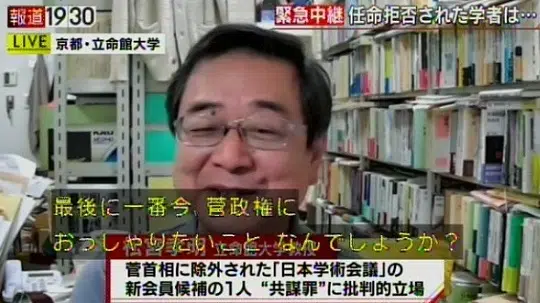 報道1930
緊急中継 任命拒否された学者は…
LIVE 京都・立命館大学
最後に一番今、菅政権に
おっしゃりたいこと なんでしょうか?
立命館大学教授
菅首相に除外された「日本学術会議」の
新会員候補の1人 “共謀罪”に批判的立場